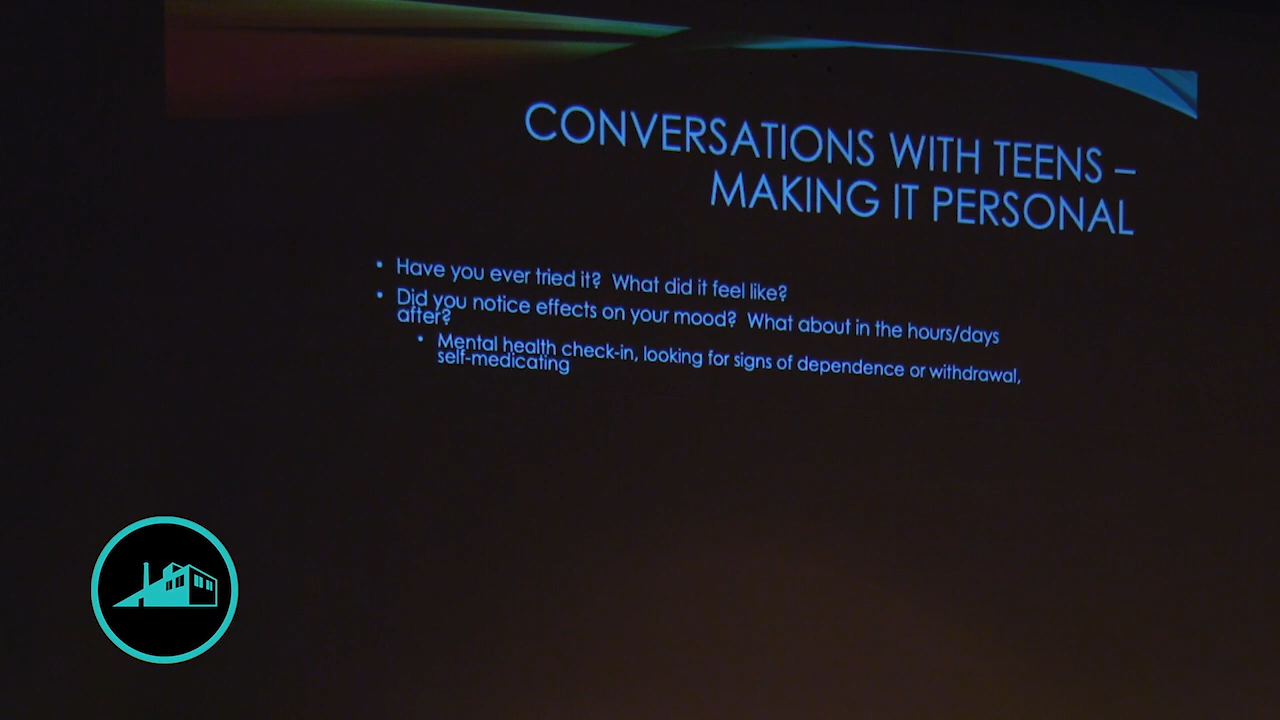 CONVERSATIONS WITH TEENS –
MAKING IT PERSONAL
• Have you ever tried it?  What did it feel like?
• Did you notice effects on your mood?  What about in the hours/days
after?
• Mental health check-in, looking for signs of dependence or withdrawal,
self-medicating